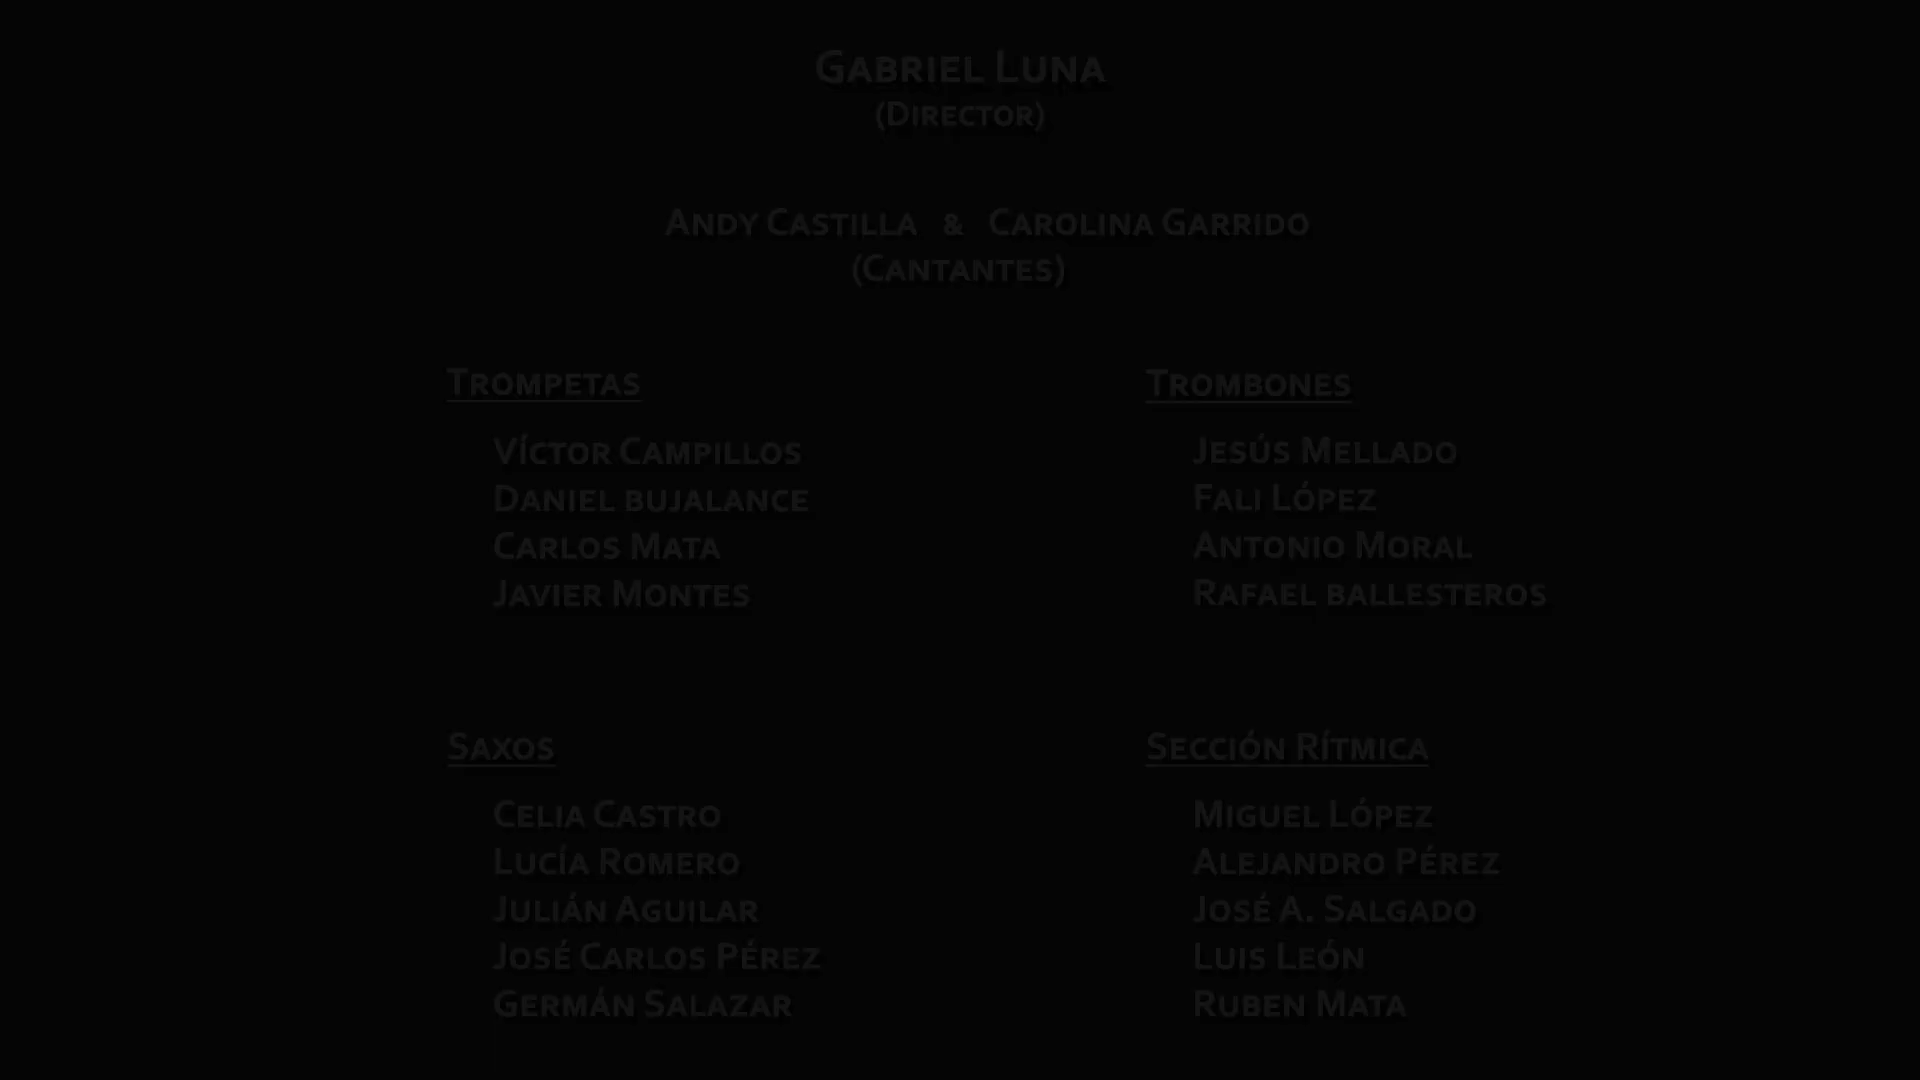 Gabriel Luna
(Director)
Andy Castilla & Carolina Garrido
(Cantantes)
Trompetas
Víctor Campillos
Daniel bujalance
Carlos Mata
Javier Montes
Trombones
Jesús Mellado
Fali López
Antonio Moral
Rafael ballesteros
Saxos
Celia Castro
Lucía Romero
Julián Aguilar
José Carlos Pérez
Germán Salazar
Sección Rítmica
Miguel López
Alejandro Pérez
José A. Salgado
Luis León
Ruben Mata